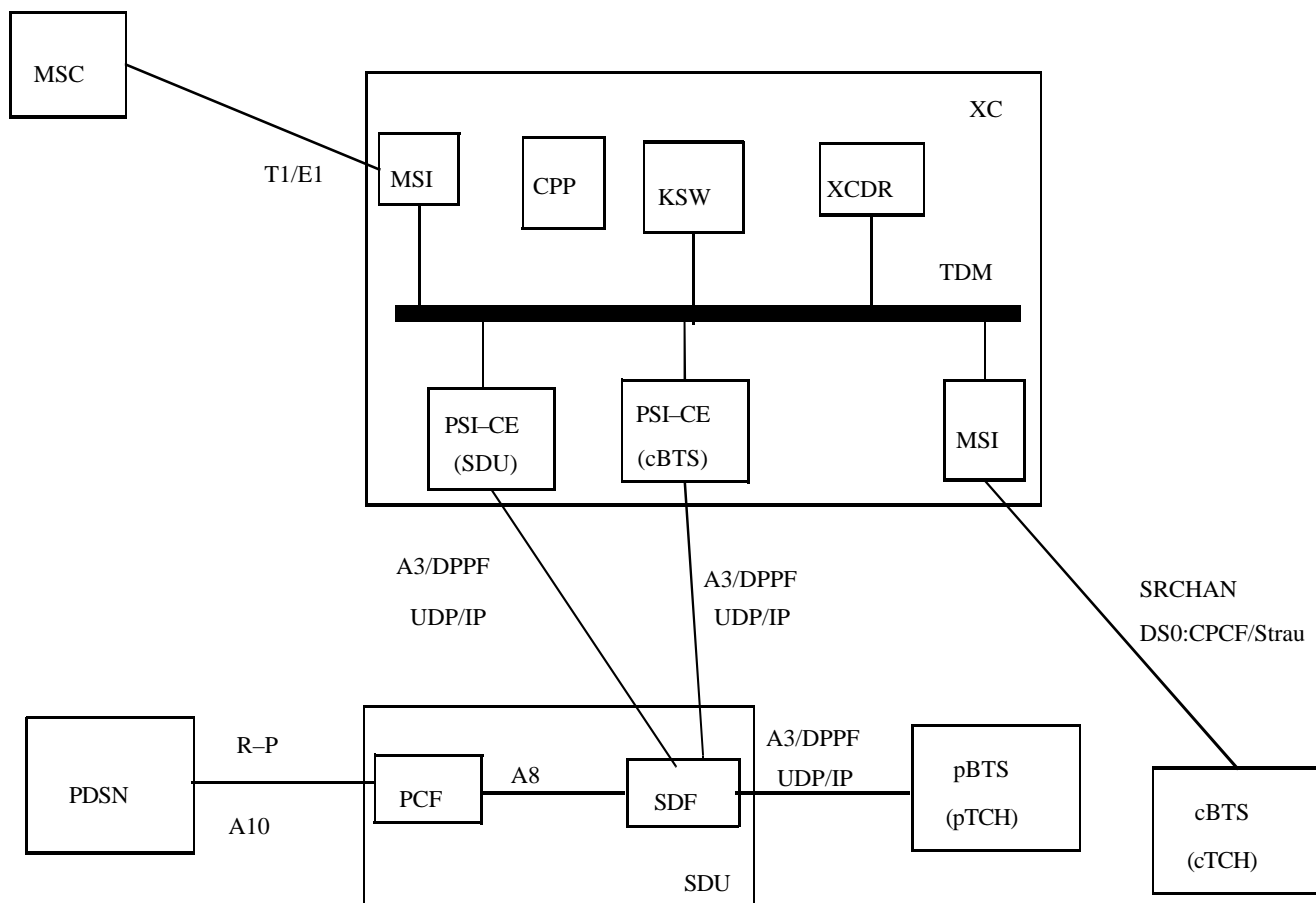 MSC
XC
T1/E1
MSI
CPP
KSW
XCDR
TDM
PSI–CE
(SDU)
PSI–CE
(cBTS)
MSI
A3/DPPF
UDP/IP
A3/DPPF
UDP/IP
SRCHAN
DS0:CPCF/Strau
PDSN
R–P
A10
PCF
A8
SDF
SDU
A3/DPPF
UDP/IP
pBTS
(pTCH)
cBTS
(cTCH)